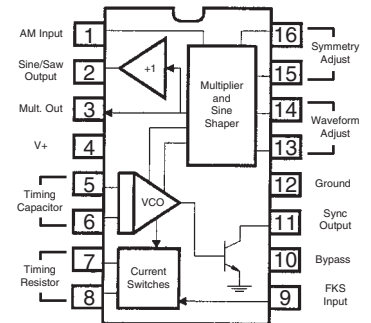 AM Input
1
16
Symmetry
Adjust
Sine/Saw
Output
2
+1
15
Multiplier
and
Sine
Shaper
Mult. Out
3
14
Waveform
Adjust
V+
4
13
Timing
Capacitor
5
12
Ground
VCO
6
11
Sync
Output
Timing
Resistor
7
10
Bypass
Current
Switches
8
9
FKS
Input